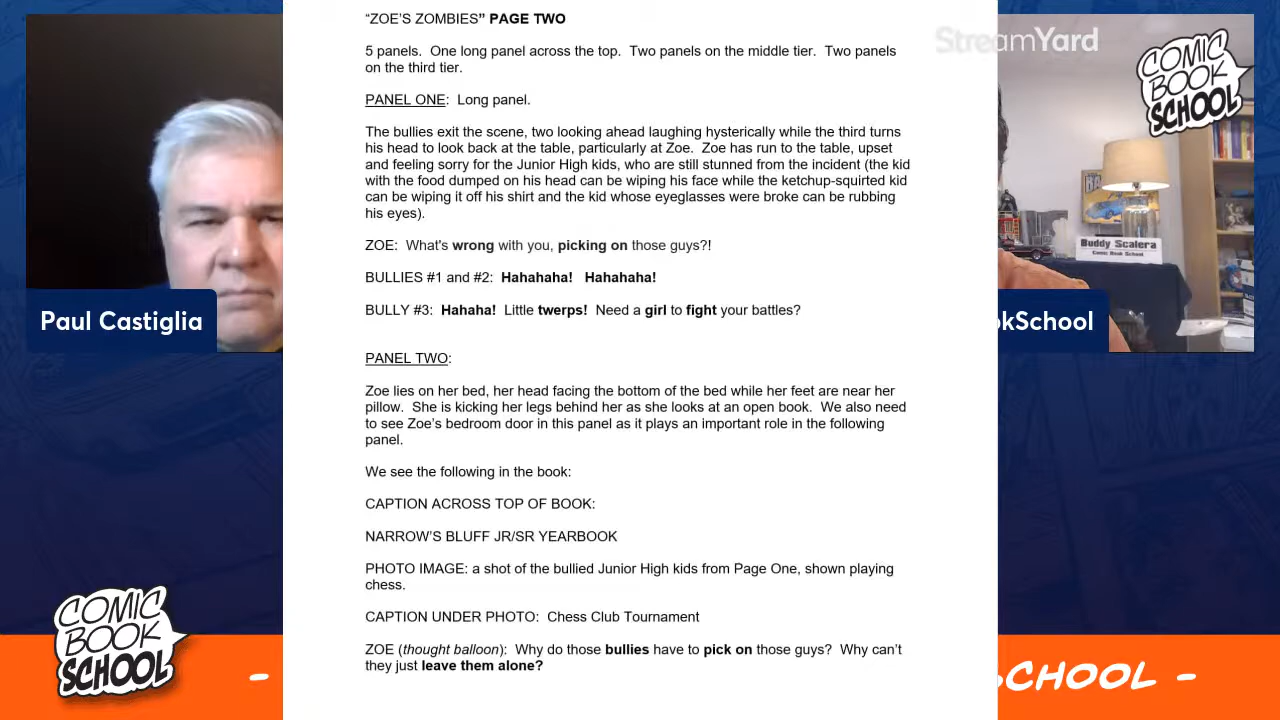 “ZOE’S ZOMBIES” PAGE TWO
5 panels. One long panel across the top. Two panels on the middle tier. Two panels
on the third tier.
PANEL ONE: Long panel.
The bullies exit the scene, two looking ahead laughing hysterically while the third turns
his head to look back at the table, particularly at Zoe. Zoe has run to the table, upset
and feeling sorry for the Junior High kids, who are still stunned from the incident (the kid
with the food dumped on his head can be wiping his face while the ketchup-squirted kid
can be wiping it off his shirt and the kid whose eyeglasses were broke can be rubbing
his eyes).
ZOE: What's wrong with you, picking on those guys?!
BULLIES #1 and #2: Hahahaha! Hahahaha!
BULLY #3: Hahaha! Little twerps! Need a girl to fight your battles?
PANEL TWO:
Zoe lies on her bed, her head facing the bottom of the bed while her feet are near her
pillow. She is kicking her legs behind her as she looks at an open book. We also need
to see Zoe’s bedroom door in this panel as it plays an important role in the following
panel.
We see the following in the book:
CAPTION ACROSS TOP OF BOOK:
NARROW’S BLUFF JR/SR YEARBOOK
PHOTO IMAGE: a shot of the bullied Junior High kids from Page One, shown playing
chess.
CAPTION UNDER PHOTO: Chess Club Tournament
ZOE (thought balloon): Why do those bullies have to pick on those guys? Why can’t
they just leave them alone?
StreamYard
COMIC
BOOK
SCHOOL
Buddy Scalera
Comic Book School
Paul Castiglia
okSchool
COMIC
BOOK
SCHOOL
-
SCHOOL -